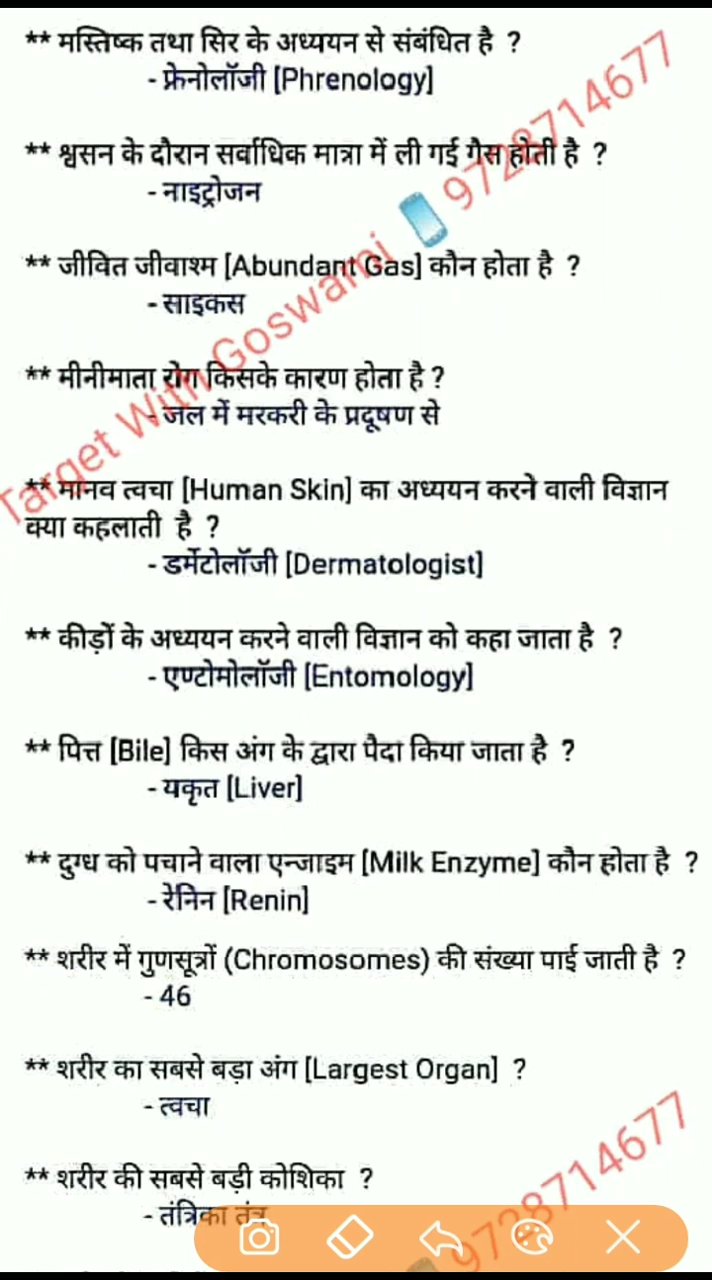 ** मस्तिष्क तथा सिर के अध्ययन से संबंधित है ?
- फ्रेनोलॉजी [Phrenology]
** श्वसन के दौरान सर्वाधिक मात्रा में ली गई गैस होती है ?
- नाइट्रोजन
** जीवित जीवाश्म [Abundant Gas] कौन होता है ?
- साइकस
** मीनीमाता रोग किसके कारण होता है ?
- जल में मरकरी के प्रदूषण से
** मानव त्वचा [Human Skin] का अध्ययन करने वाली विज्ञान
क्या कहलाती है ?
- डर्मेटोलॉजी [Dermatologist]
** कीड़ों के अध्ययन करने वाली विज्ञान को कहा जाता है ?
- एण्टोमोलॉजी [Entomology]
** पित्त [Bile] किस अंग के द्वारा पैदा किया जाता है ?
- यकृत [Liver]
** दुग्ध को पचाने वाला एन्जाइम [Milk Enzyme] कौन होता है ?
- रेनिन [Renin]
** शरीर में गुणसूत्रों (Chromosomes) की संख्या पाई जाती है ?
- 46
** शरीर का सबसे बड़ा अंग [Largest Organ] ?
- त्वचा
** शरीर की सबसे बड़ी कोशिका ?
- तंत्रिका तंत्र
Target With Goswami 9728714677
9728714677